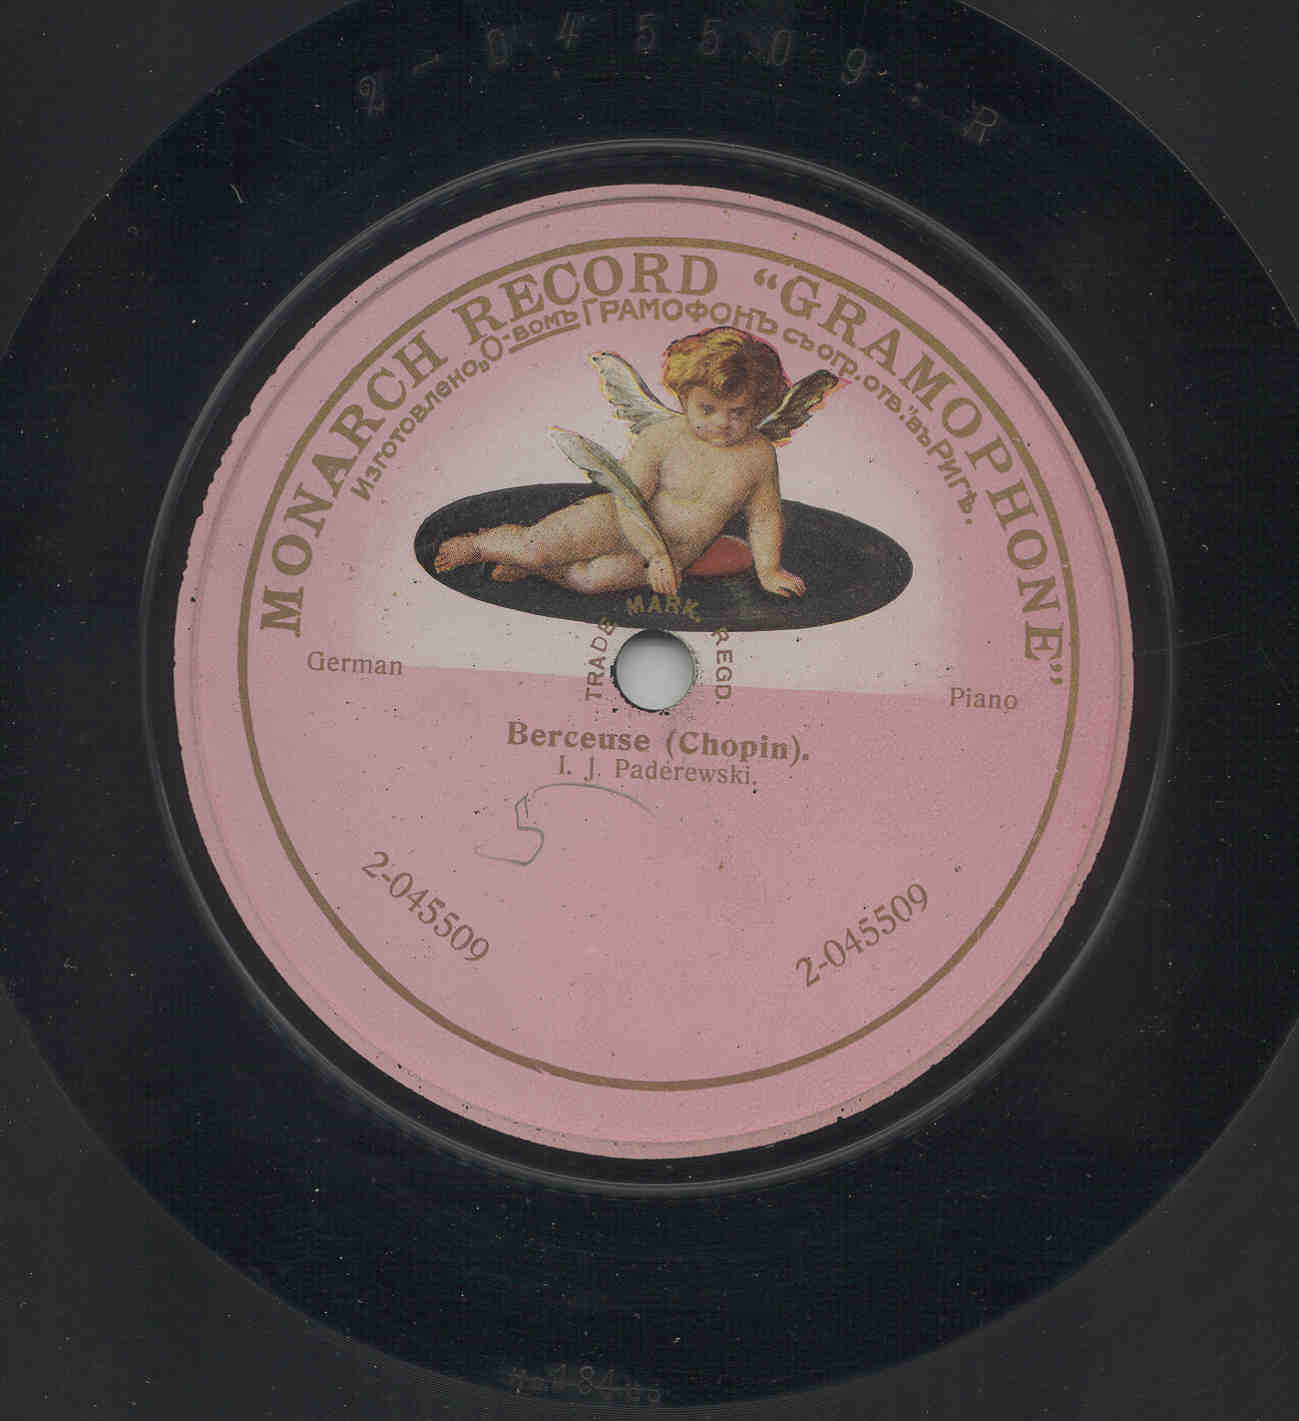 2-045509 R
MONARCH RECORD “GRAMOPHONE”
Изготовлено „О-вомъ ГРАМОФОНЪ съ огр. отв.“ въ Ригѣ.
TRADE MARK. REGD.
German
Piano
Berceuse (Chopin).
I. J. Paderewski.
5
2-045509
2-045509